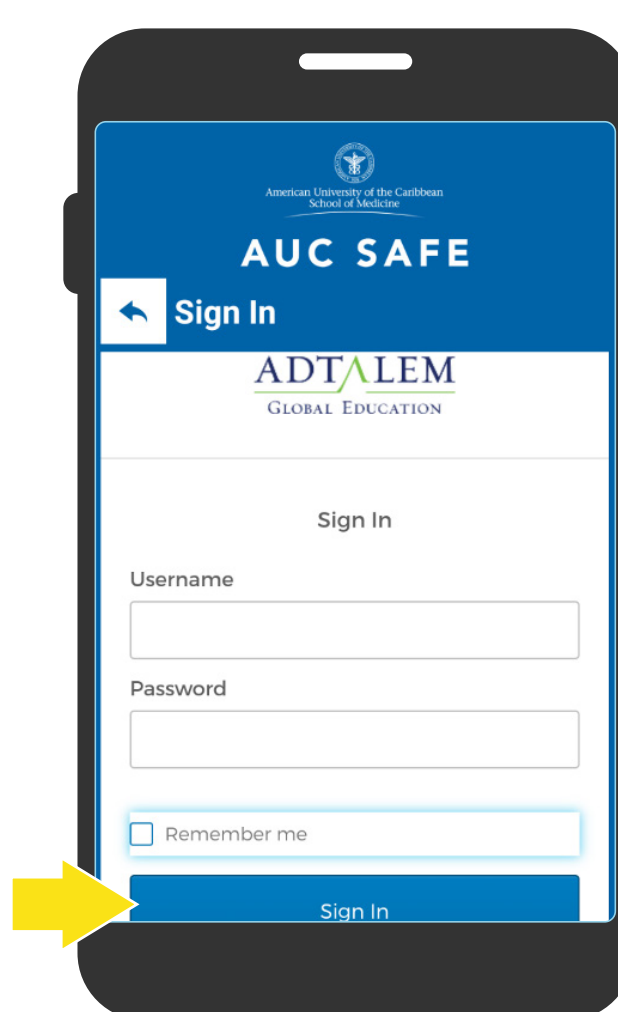 American University of the Caribbean
School of Medicine
AUC SAFE
Sign In
ADTALEM
GLOBAL EDUCATION
Sign In
Username
Password
Remember me
Sign In